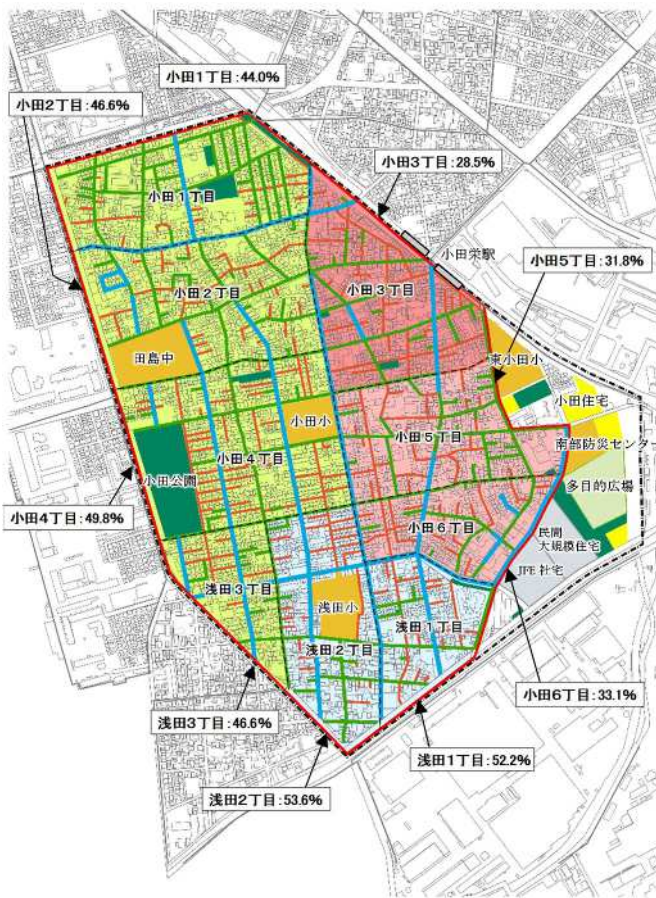 小田1丁目:44.0%
小田2丁目:46.6%
小田3丁目:28.5%
小田1丁目
小田栄駅
小田5丁目:31.8%
小田2丁目
小田3丁目
田島中
東小田小
小田住宅
小田小
小田5丁目
南部防災センター
小田4丁目
小田公園
多目的広場
小田4丁目:49.8%
小田6丁目
民間
大規模住宅
JFE社宅
浅田3丁目
浅田小
浅田1丁目
浅田2丁目
小田6丁目:33.1%
浅田3丁目:46.6%
浅田1丁目:52.2%
浅田2丁目:53.6%